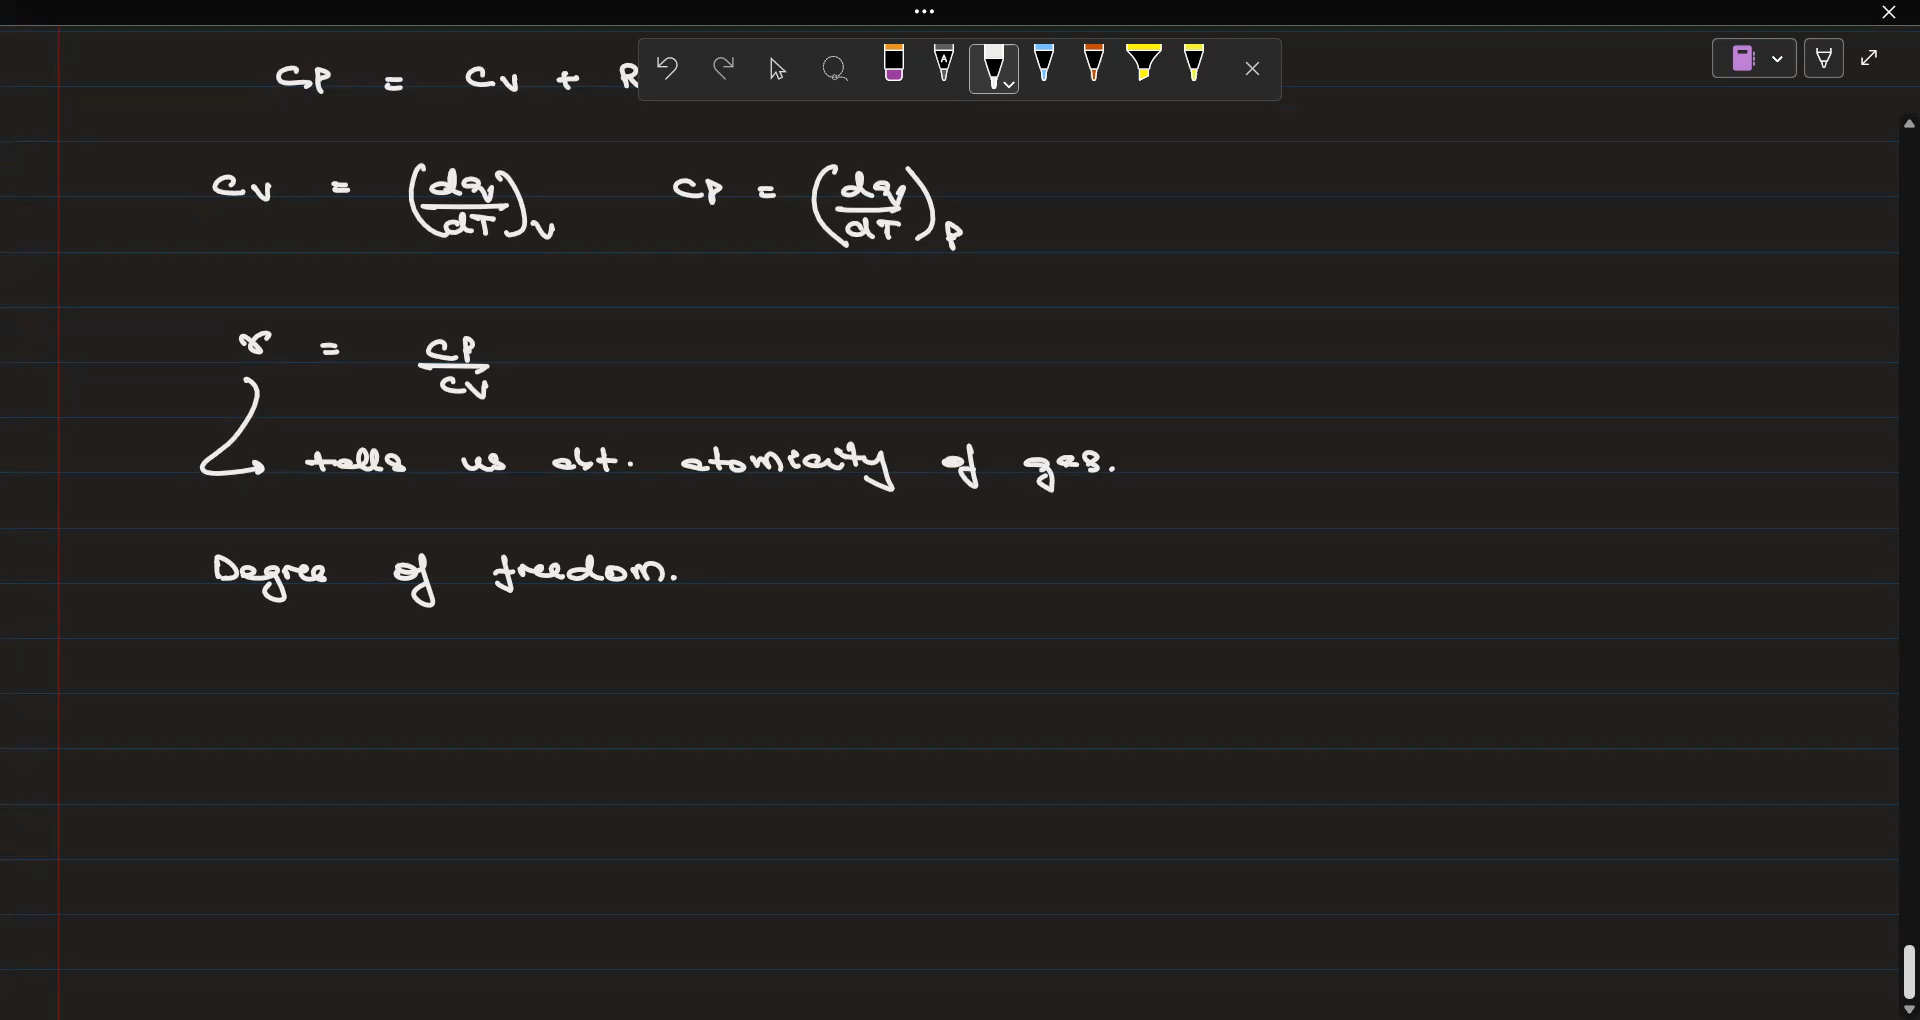 CP = CV + R
CV = (dq/dT)V CP = (dq/dT)P
γ = CP/CV
tells us abt. atomicity of gas.
Degree of freedom.